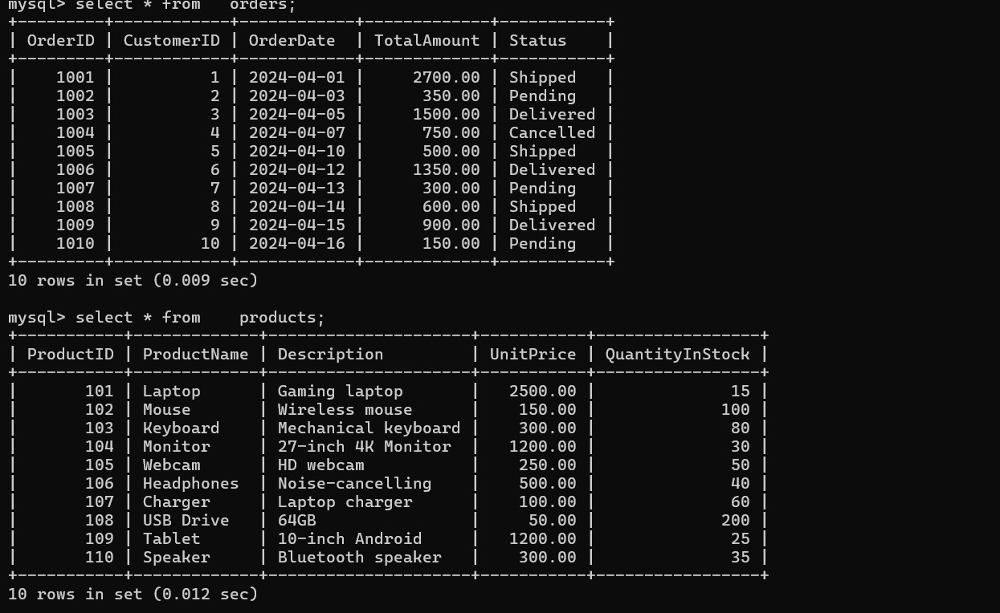 mysql> select * from   orders;
+---------+------------+------------+-------------+-----------+
| OrderID | CustomerID | OrderDate  | TotalAmount | Status    |
+---------+------------+------------+-------------+-----------+
|    1001 |          1 | 2024-04-01 |     2700.00 | Shipped   |
|    1002 |          2 | 2024-04-03 |      350.00 | Pending   |
|    1003 |          3 | 2024-04-05 |     1500.00 | Delivered |
|    1004 |          4 | 2024-04-07 |      750.00 | Cancelled |
|    1005 |          5 | 2024-04-10 |      500.00 | Shipped   |
|    1006 |          6 | 2024-04-12 |     1350.00 | Delivered |
|    1007 |          7 | 2024-04-13 |      300.00 | Pending   |
|    1008 |          8 | 2024-04-14 |      600.00 | Shipped   |
|    1009 |          9 | 2024-04-15 |      900.00 | Delivered |
|    1010 |         10 | 2024-04-16 |      150.00 | Pending   |
+---------+------------+------------+-------------+-----------+
10 rows in set (0.009 sec)

mysql> select * from    products;
+-----------+-------------+---------------------+-----------+-----------------+
| ProductID | ProductName | Description         | UnitPrice | QuantityInStock |
+-----------+-------------+---------------------+-----------+-----------------+
|       101 | Laptop      | Gaming laptop       |   2500.00 |              15 |
|       102 | Mouse       | Wireless mouse      |    150.00 |             100 |
|       103 | Keyboard    | Mechanical keyboard |    300.00 |              80 |
|       104 | Monitor     | 27-inch 4K Monitor  |   1200.00 |              30 |
|       105 | Webcam      | HD webcam           |    250.00 |              50 |
|       106 | Headphones  | Noise-cancelling    |    500.00 |              40 |
|       107 | Charger     | Laptop charger      |    100.00 |              60 |
|       108 | USB Drive   | 64GB                |     50.00 |             200 |
|       109 | Tablet      | 10-inch Android     |   1200.00 |              25 |
|       110 | Speaker     | Bluetooth speaker   |    300.00 |              35 |
+-----------+-------------+---------------------+-----------+-----------------+
10 rows in set (0.012 sec)